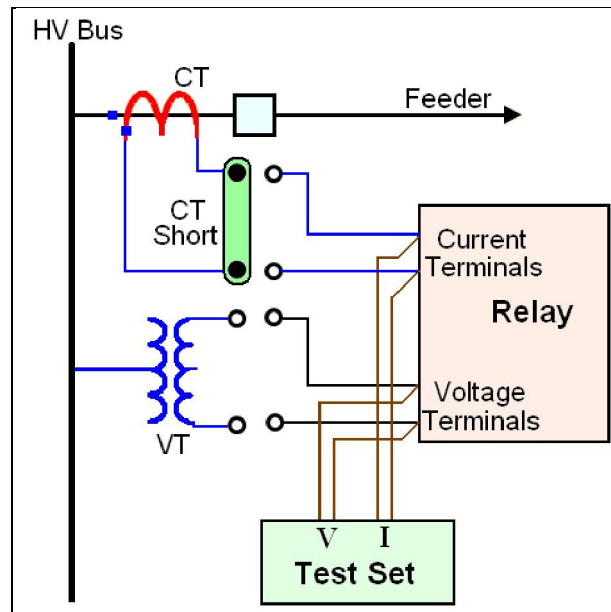 HV Bus
CT
Feeder
CT
Short
Current
Terminals
Relay
Voltage
Terminals
VT
V I
Test Set